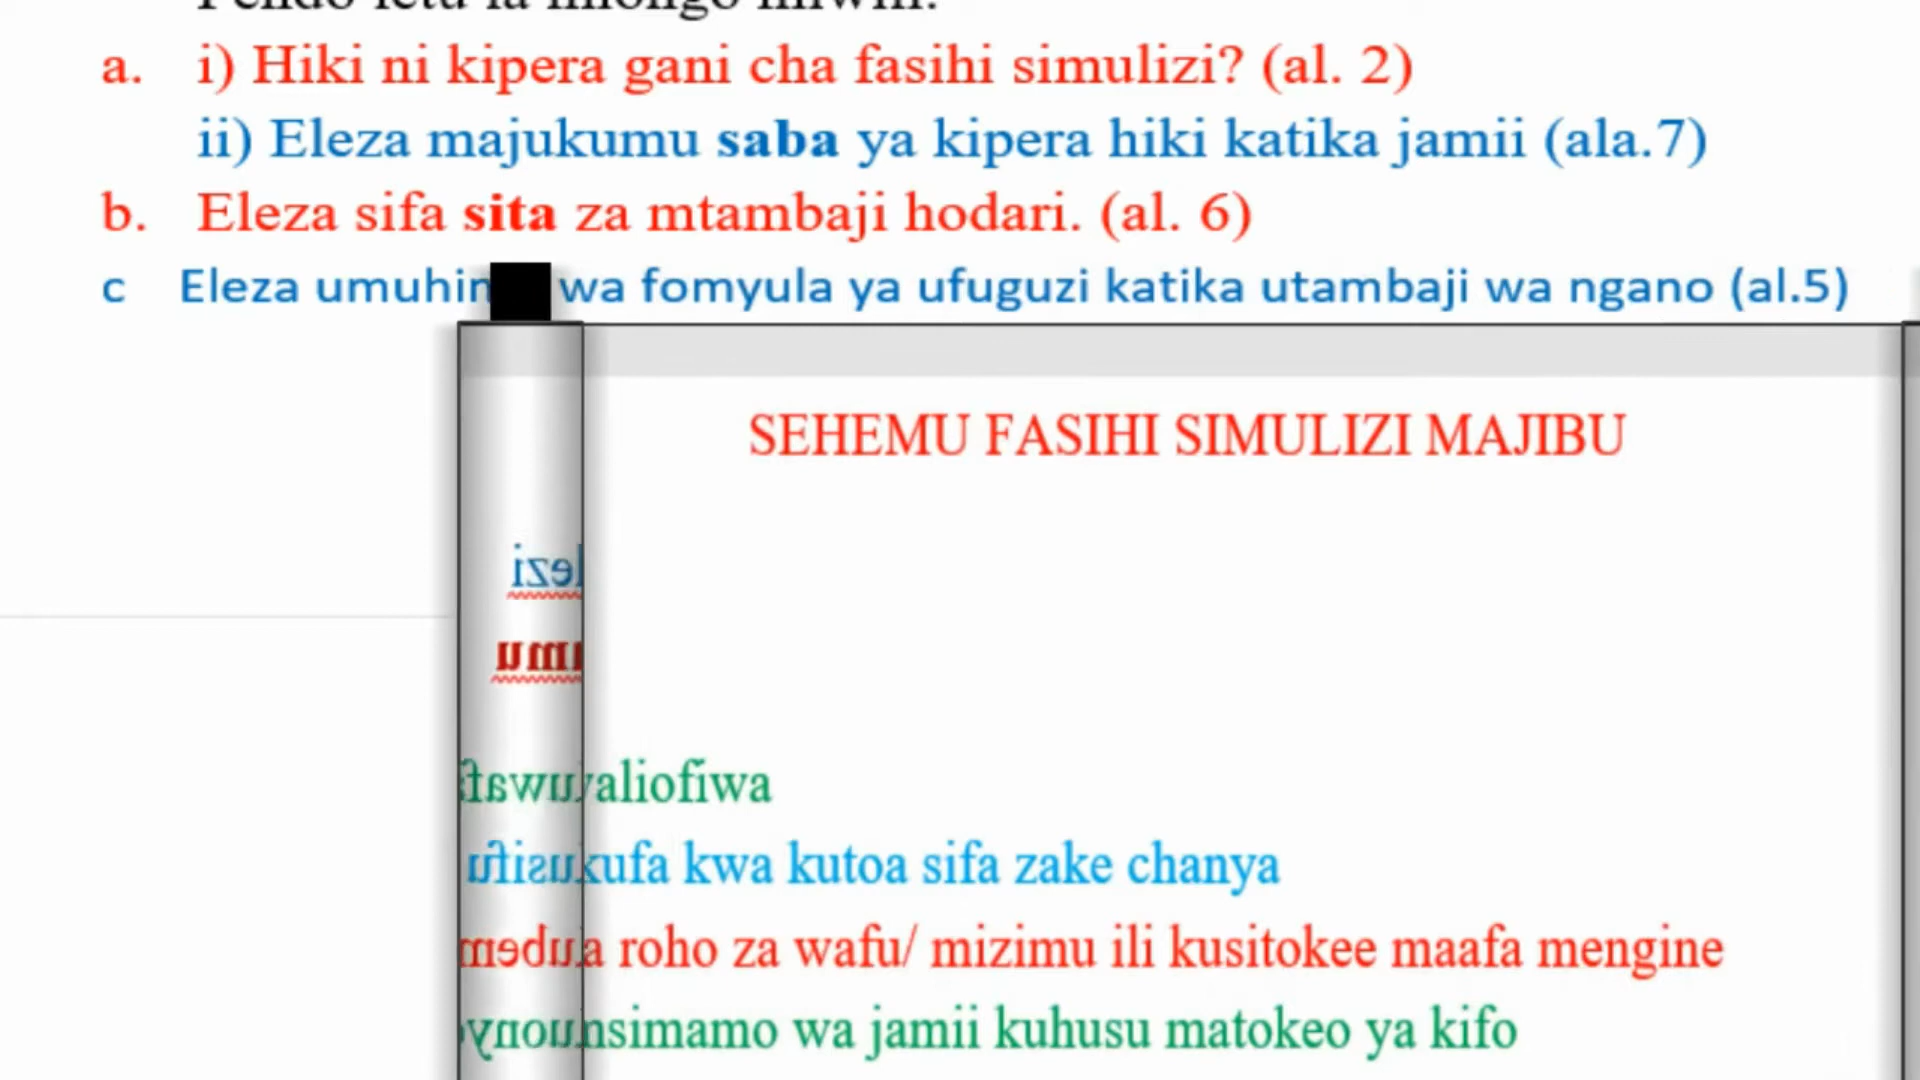 a. i) Hiki ni kipera gani cha fasihi simulizi? (al. 2)
ii) Eleza majukumu saba ya kipera hiki katika jamii (ala.7)
b. Eleza sifa sita za mtambaji hodari. (al. 6)
c Eleza wa fomyula ya ufuguzi katika utambaji wa ngano (al.5)
SEHEMU FASIHI SIMULIZI MAJIBU
kufa kwa kutoa sifa zake chanya
roho za wafu/ mizimu ili kusitokee maafa mengine
wa jamii kuhusu matokeo ya kifo